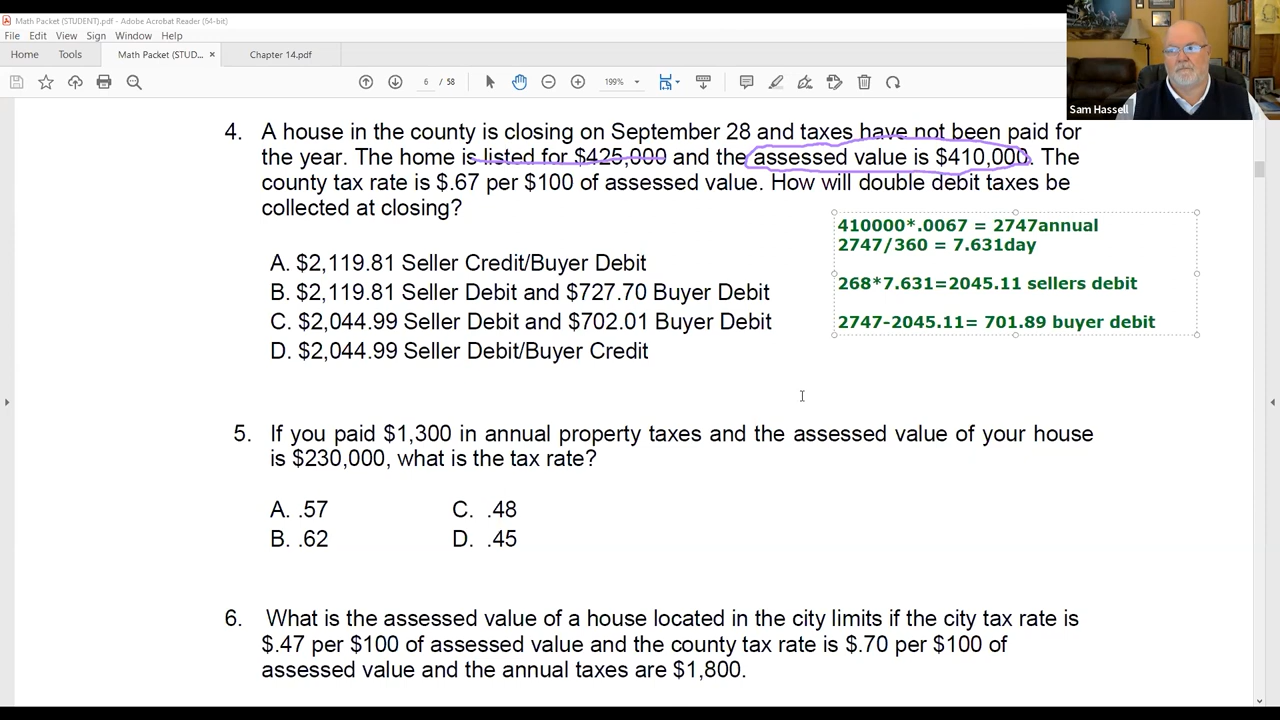 Math Packet (STUDENT).pdf - Adobe Acrobat Reader (64-bit)
File Edit View Sign Window Help
Home Tools Math Packet (STUD... × Chapter 14.pdf
6 / 58 199%
Sam Hassell
4. A house in the county is closing on September 28 and taxes have not been paid for
the year. The home is listed for $425,000 and the assessed value is $410,000. The
county tax rate is $.67 per $100 of assessed value. How will double debit taxes be
collected at closing?
410000*.0067 = 2747annual
2747/360 = 7.631day
268*7.631=2045.11 sellers debit
2747-2045.11= 701.89 buyer debit
A. $2,119.81 Seller Credit/Buyer Debit
B. $2,119.81 Seller Debit and $727.70 Buyer Debit
C. $2,044.99 Seller Debit and $702.01 Buyer Debit
D. $2,044.99 Seller Debit/Buyer Credit
5. If you paid $1,300 in annual property taxes and the assessed value of your house
is $230,000, what is the tax rate?
A. .57 C. .48
B. .62 D. .45
6. What is the assessed value of a house located in the city limits if the city tax rate is
$.47 per $100 of assessed value and the county tax rate is $.70 per $100 of
assessed value and the annual taxes are $1,800.